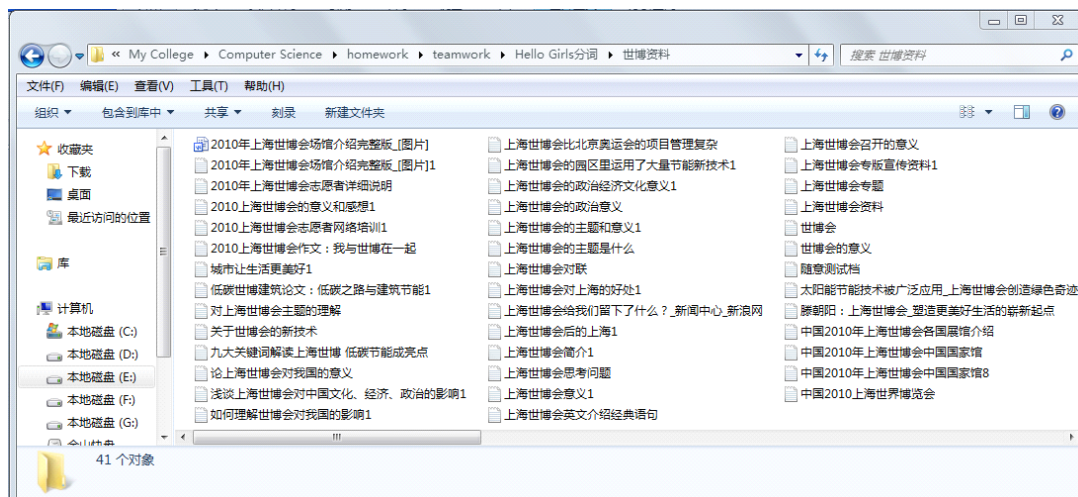 « My College ▸ Computer Science ▸ homework ▸ teamwork ▸ Hello Girls分词 ▸ 世博资料
搜索 世博资料
文件(F) 编辑(E) 查看(V) 工具(T) 帮助(H)
组织 包含到库中 共享 刻录 新建文件夹
收藏夹
下载
桌面
最近访问的位置
库
计算机
本地磁盘 (C:)
本地磁盘 (D:)
本地磁盘 (E:)
本地磁盘 (F:)
本地磁盘 (G:)
2010年上海世博会场馆介绍完整版_[图片]
2010年上海世博会场馆介绍完整版_[图片]1
2010年上海世博会志愿者详细说明
2010上海世博会的意义和感想1
2010上海世博会志愿者网络培训1
2010上海世博会作文：我与世博在一起
城市让生活更美好1
低碳世博建筑论文：低碳之路与建筑节能1
对上海世博会主题的理解
关于世博会的新技术
九大关键词解读上海世博 低碳节能成亮点
论上海世博会对我国的意义
浅谈上海世博会对中国文化、经济、政治的影响1
如何理解世博会对我国的影响1
上海世博会比北京奥运会的项目管理复杂
上海世博会的园区里运用了大量节能新技术1
上海世博会的政治经济文化意义1
上海世博会的政治意义
上海世博会的主题和意义1
上海世博会的主题是什么
上海世博会对联
上海世博会对上海的好处1
上海世博会给我们留下了什么？_新闻中心_新浪网
上海世博会后的上海1
上海世博会简介1
上海世博会思考问题
上海世博会意义1
上海世博会英文介绍经典语句
上海世博会召开的意义
上海世博会专版宣传资料1
上海世博会专题
上海世博会资料
世博会
世博会的意义
随意测试档
太阳能节能技术被广泛应用_上海世博会创造绿色奇迹
滕朝阳：上海世博会_塑造更美好生活的崭新起点
中国2010年上海世博会各国展馆介绍
中国2010年上海世博会中国国家馆
中国2010年上海世博会中国国家馆8
中国2010上海世界博览会
41 个对象